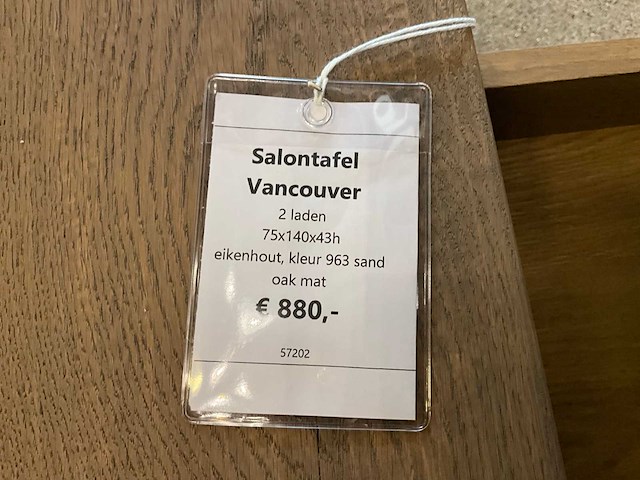 Salontafel
Vancouver
2 laden
75x140x43h
eikenhout, kleur 963 sand
oak mat
€ 880,-
57202